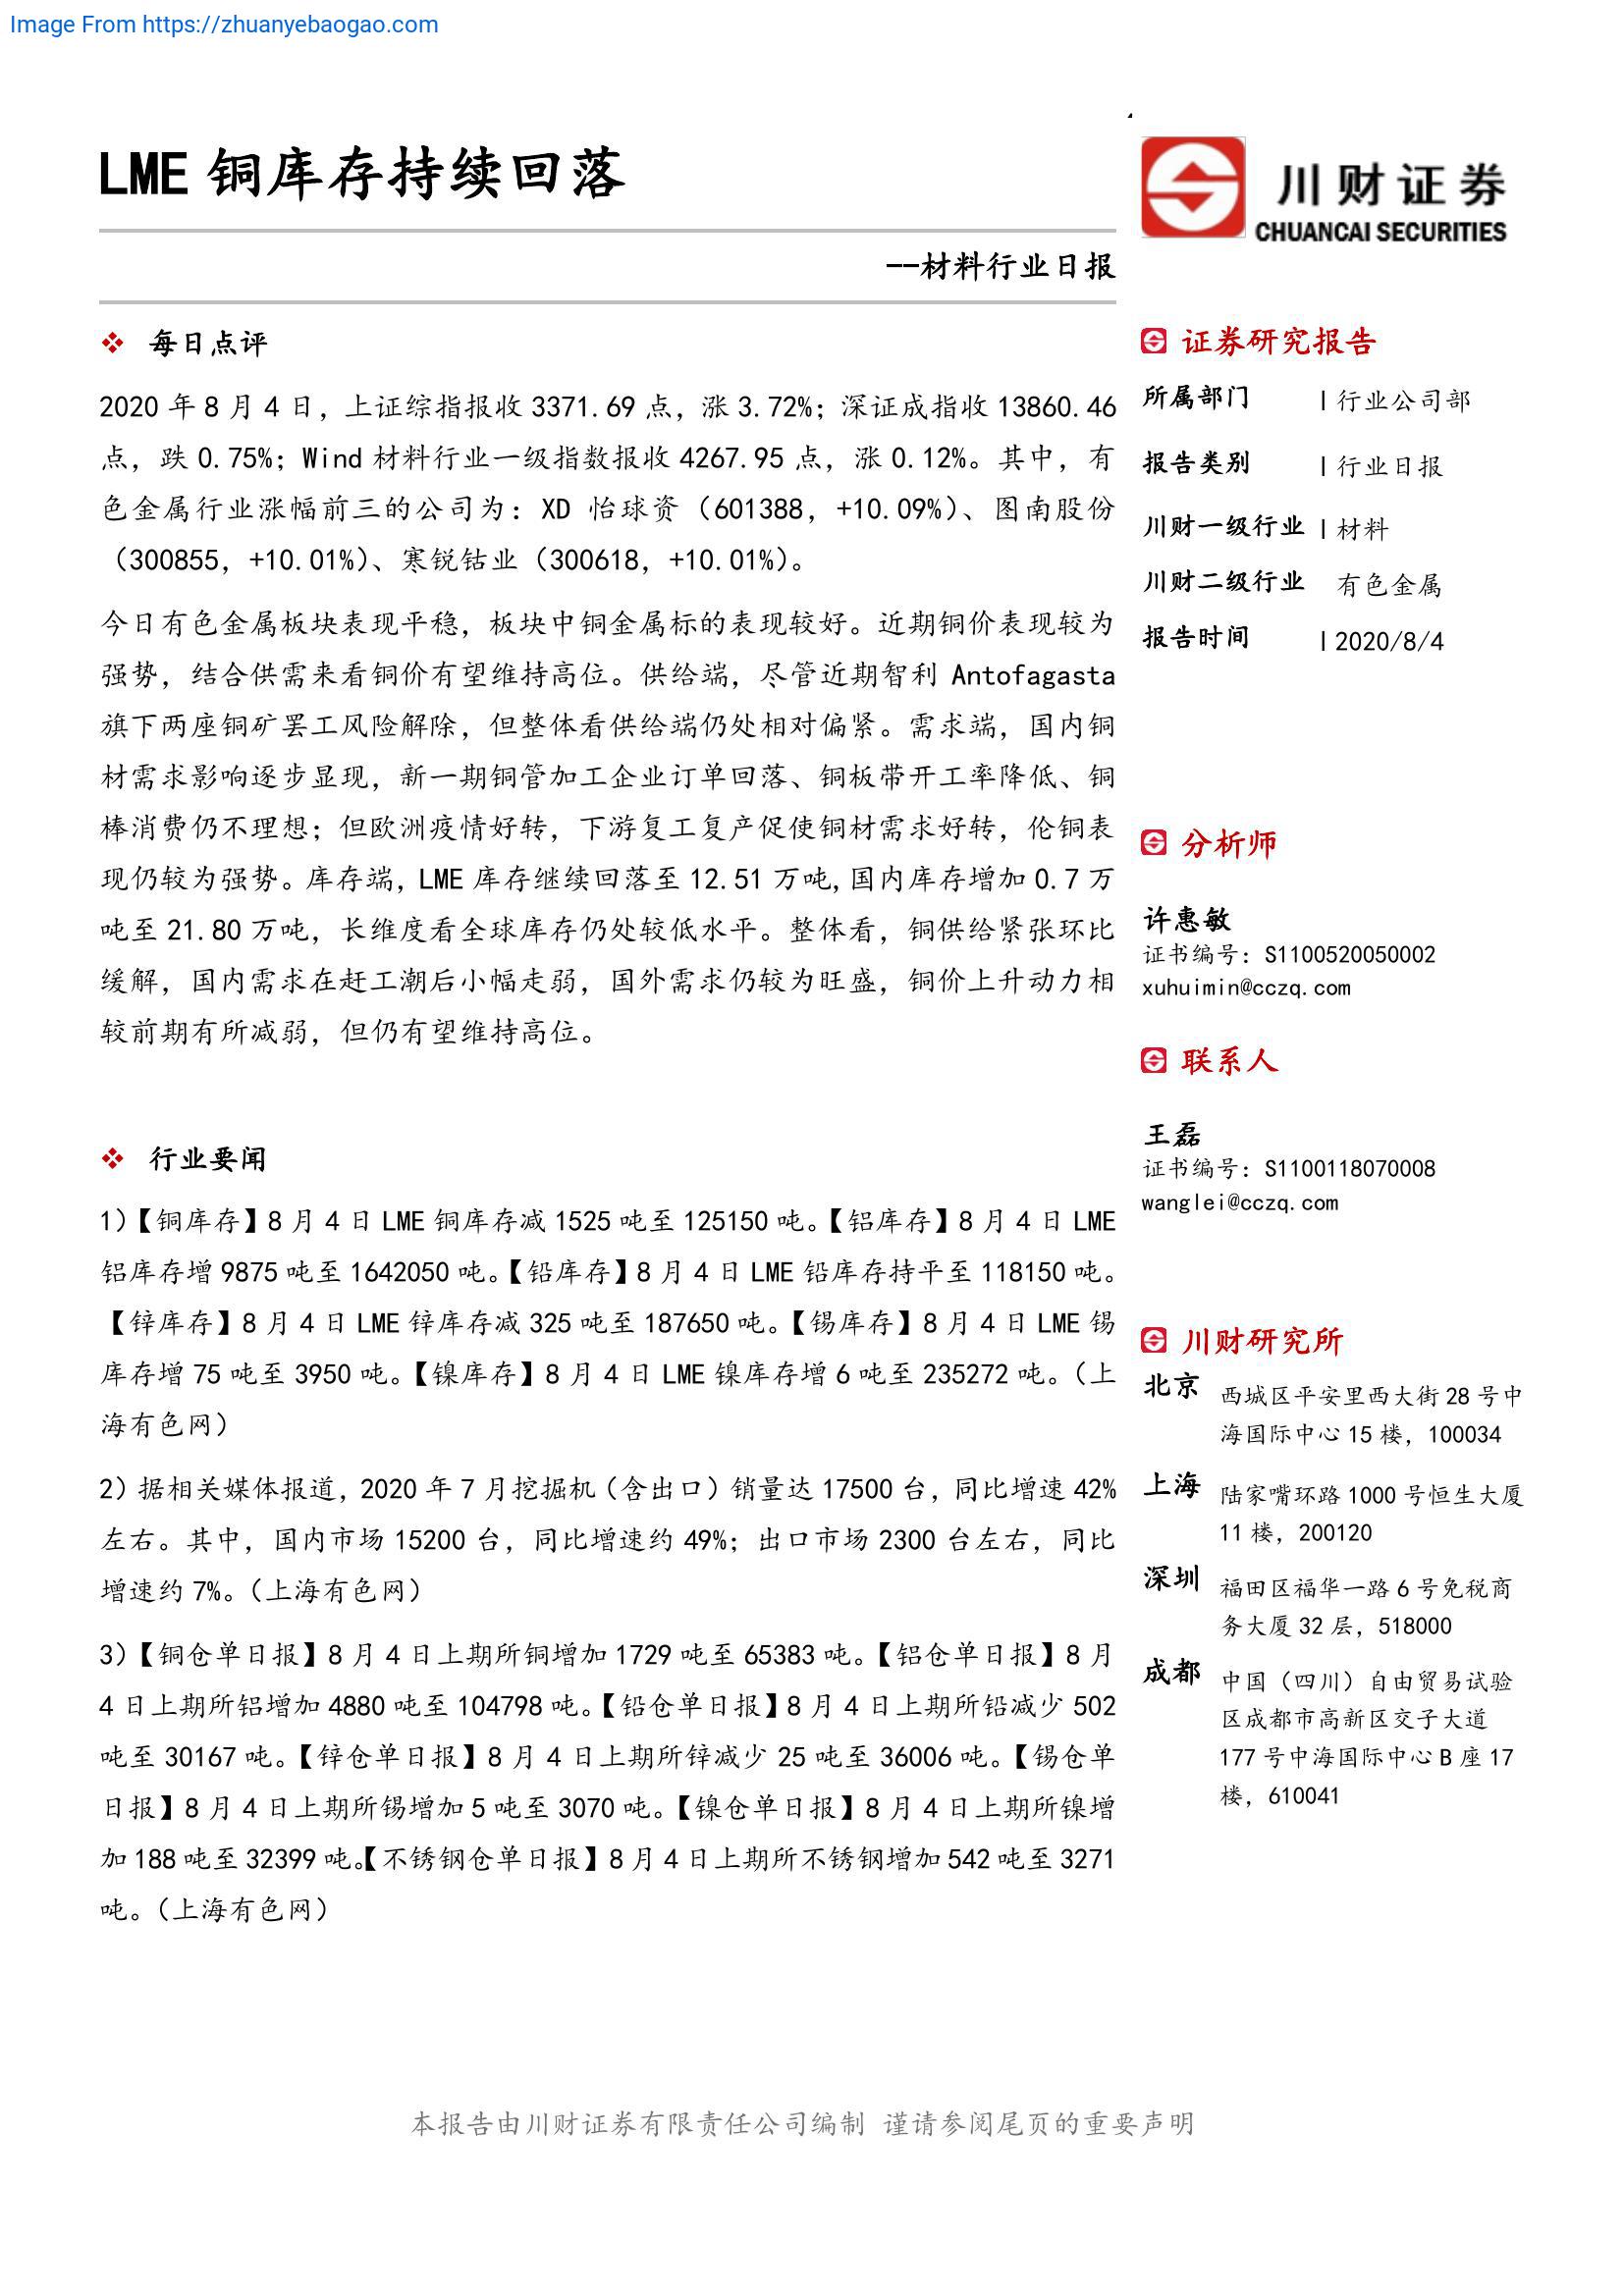 Image From https://zhuanyebaogao.com
LME 铜库存持续回落
川财证券
CHUANCAI SECURITIES
--材料行业日报
每日点评
2020 年 8 月 4 日，上证综指报收 3371.69 点，涨 3.72%；深证成指收 13860.46
点，跌 0.75%；Wind 材料行业一级指数报收 4267.95 点，涨 0.12%。其中，有
色金属行业涨幅前三的公司为：XD 怡球资（601388，+10.09%）、图南股份
（300855，+10.01%）、寒锐钴业（300618，+10.01%）。
今日有色金属板块表现平稳，板块中铜金属标的表现较好。近期铜价表现较为
强势，结合供需来看铜价有望维持高位。供给端，尽管近期智利 Antofagasta
旗下两座铜矿罢工风险解除，但整体看供给端仍处相对偏紧。需求端，国内铜
材需求影响逐步显现，新一期铜管加工企业订单回落、铜板带开工率降低、铜
棒消费仍不理想；但欧洲疫情好转，下游复工复产促使铜材需求好转，伦铜表
现仍较为强势。库存端，LME 库存继续回落至 12.51 万吨,国内库存增加 0.7 万
吨至 21.80 万吨，长维度看全球库存仍处较低水平。整体看，铜供给紧张环比
缓解，国内需求在赶工潮后小幅走弱，国外需求仍较为旺盛，铜价上升动力相
较前期有所减弱，但仍有望维持高位。
行业要闻
1）【铜库存】8 月 4 日 LME 铜库存减 1525 吨至 125150 吨。【铝库存】8 月 4 日 LME
铝库存增 9875 吨至 1642050 吨。【铅库存】8 月 4 日 LME 铅库存持平至 118150 吨。
【锌库存】8 月 4 日 LME 锌库存减 325 吨至 187650 吨。【锡库存】8 月 4 日 LME 锡
库存增 75 吨至 3950 吨。【镍库存】8 月 4 日 LME 镍库存增 6 吨至 235272 吨。（上
海有色网）
2）据相关媒体报道，2020 年 7 月挖掘机（含出口）销量达 17500 台，同比增速 42%
左右。其中，国内市场 15200 台，同比增速约 49%；出口市场 2300 台左右，同比
增速约 7%。（上海有色网）
3）【铜仓单日报】8 月 4 日上期所铜增加 1729 吨至 65383 吨。【铝仓单日报】8 月
4 日上期所铝增加 4880 吨至 104798 吨。【铅仓单日报】8 月 4 日上期所铅减少 502
吨至 30167 吨。【锌仓单日报】8 月 4 日上期所锌减少 25 吨至 36006 吨。【锡仓单
日报】8 月 4 日上期所锡增加 5 吨至 3070 吨。【镍仓单日报】8 月 4 日上期所镍增
加 188 吨至 32399 吨。【不锈钢仓单日报】8 月 4 日上期所不锈钢增加 542 吨至 3271
吨。（上海有色网）
证券研究报告
所属部门 | 行业公司部
报告类别 | 行业日报
川财一级行业 | 材料
川财二级行业 有色金属
报告时间 | 2020/8/4
分析师
许惠敏
证书编号：S1100520050002
xuhuimin@cczq.com
联系人
王磊
证书编号：S1100118070008
wanglei@cczq.com
川财研究所
北京 西城区平安里西大街 28 号中
海国际中心 15 楼，100034
上海 陆家嘴环路 1000 号恒生大厦
11 楼，200120
深圳 福田区福华一路 6 号免税商
务大厦 32 层，518000
成都 中国（四川）自由贸易试验
区成都市高新区交子大道
177 号中海国际中心 B 座 17
楼，610041
本报告由川财证券有限责任公司编制 谨请参阅尾页的重要声明